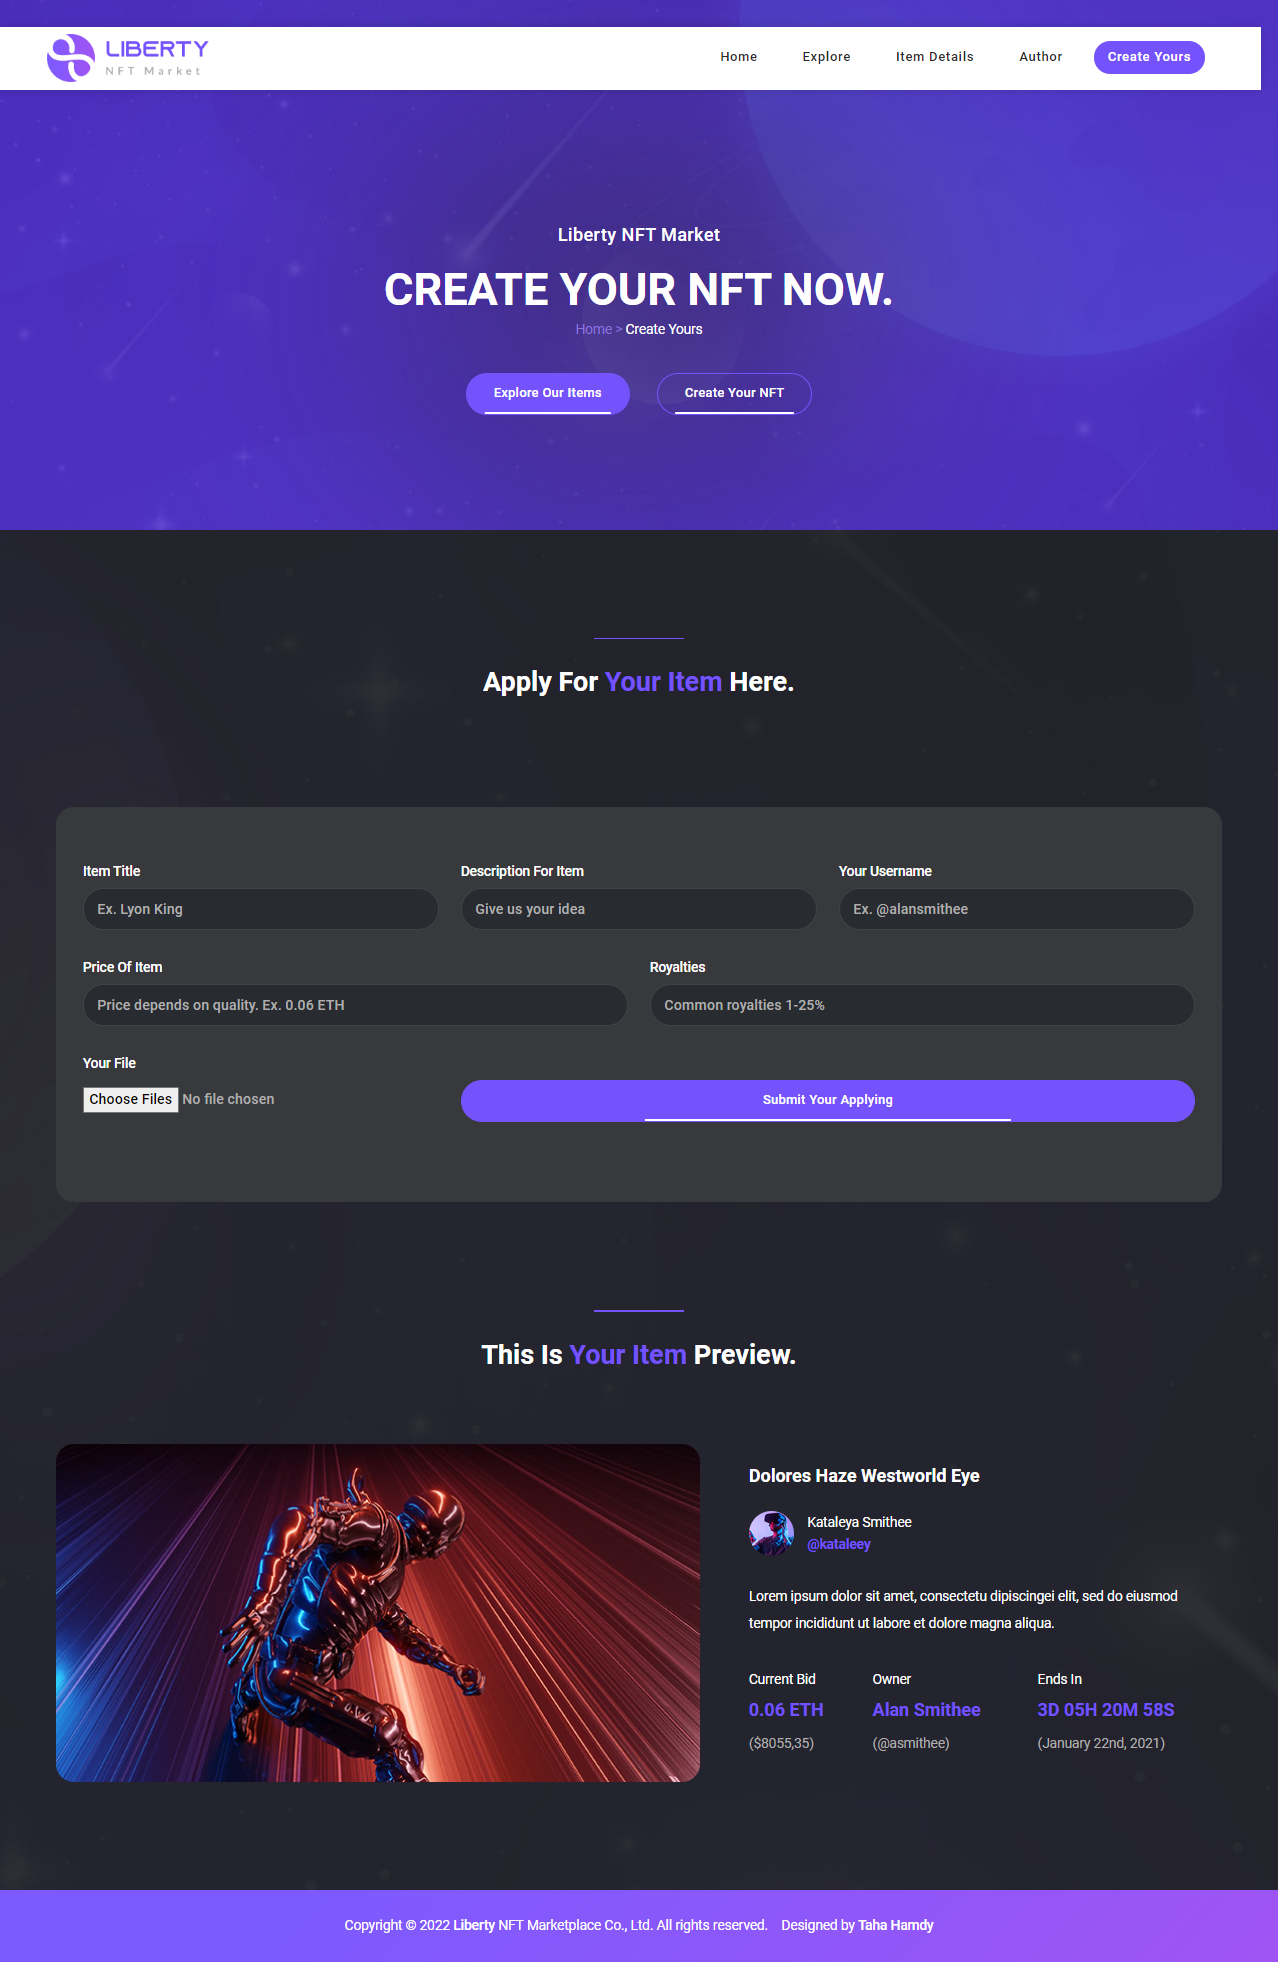 LIBERTY
NFT Market
Home Explore Item Details Author Create Yours
Liberty NFT Market
CREATE YOUR NFT NOW.
Home > Create Yours
Explore Our Items Create Your NFT
Apply For Your Item Here.
Item Title Description For Item Your Username
Ex. Lyon King Give us your idea Ex. @alansmithee
Price Of Item Royalties
Price depends on quality. Ex. 0.06 ETH Common royalties 1-25%
Your File
Choose Files No file chosen Submit Your Applying
This Is Your Item Preview.
Dolores Haze Westworld Eye
Kataleya Smithee
@kataleey
Lorem ipsum dolor sit amet, consectetu dipiscingei elit, sed do eiusmod
tempor incididunt ut labore et dolore magna aliqua.
Current Bid Owner Ends In
0.06 ETH Alan Smithee 3D 05H 20M 58S
($8055,35) (@asmithee) (January 22nd, 2021)
Copyright © 2022 Liberty NFT Marketplace Co., Ltd. All rights reserved. Designed by Taha Hamdy